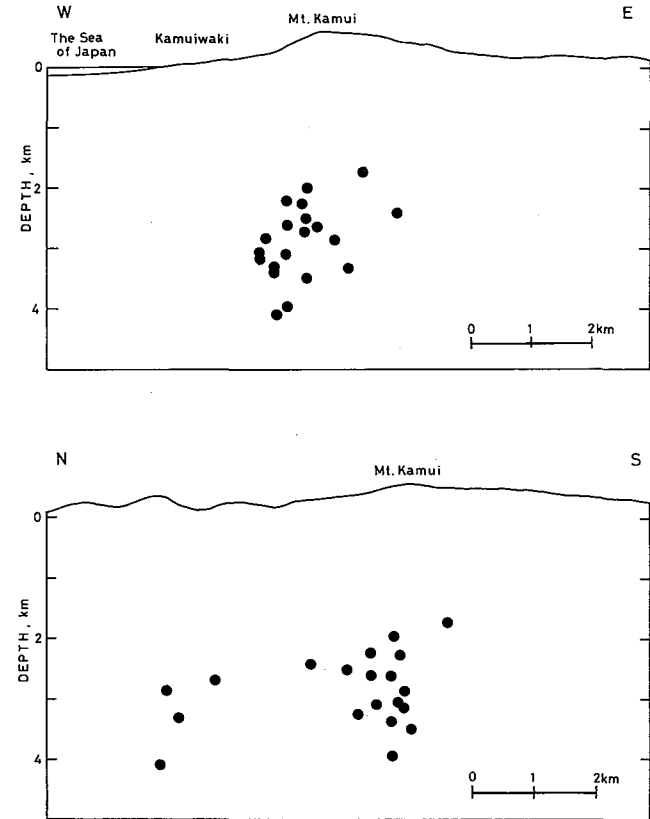 W
Mt. Kamui
E
The Sea
of Japan
Kamuiwaki
0
2
4
DEPTH, km
0 1 2km
N
Mt. Kamui
S
0
2
4
DEPTH, km
0 1 2km